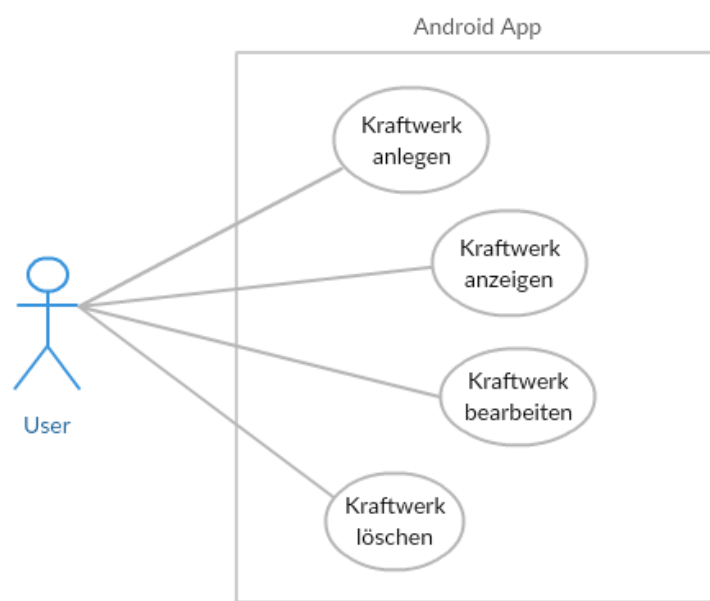 Android App
Kraftwerk
anlegen
Kraftwerk
anzeigen
Kraftwerk
bearbeiten
User
Kraftwerk
löschen